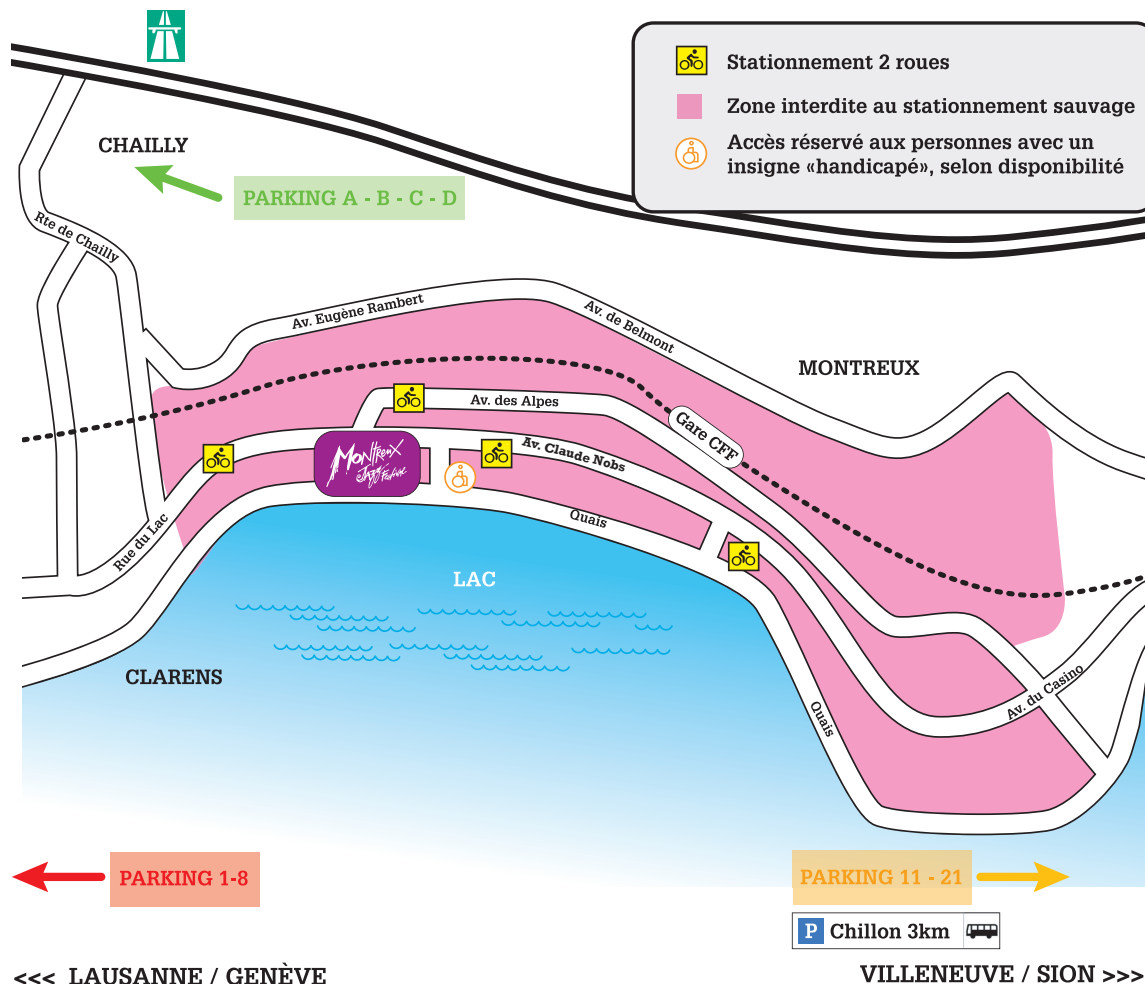 Stationnement 2 roues
Zone interdite au stationnement sauvage
Accès réservé aux personnes avec un
insigne «handicapé», selon disponibilité
CHAILLY
PARKING A - B - C - D
Rte de Chailly
Av. Eugène Rambert
Av. de Belmont
MONTREUX
Av. des Alpes
Gare CFF
Av. Claude Nobs
Montreux
Jazz Festival
Quais
Rue du Lac
LAC
CLARENS
Av. du Casino
Quais
PARKING 1-8
PARKING 11 - 21
P Chillon 3km
<<< LAUSANNE / GENÈVE
VILLENEUVE / SION >>>